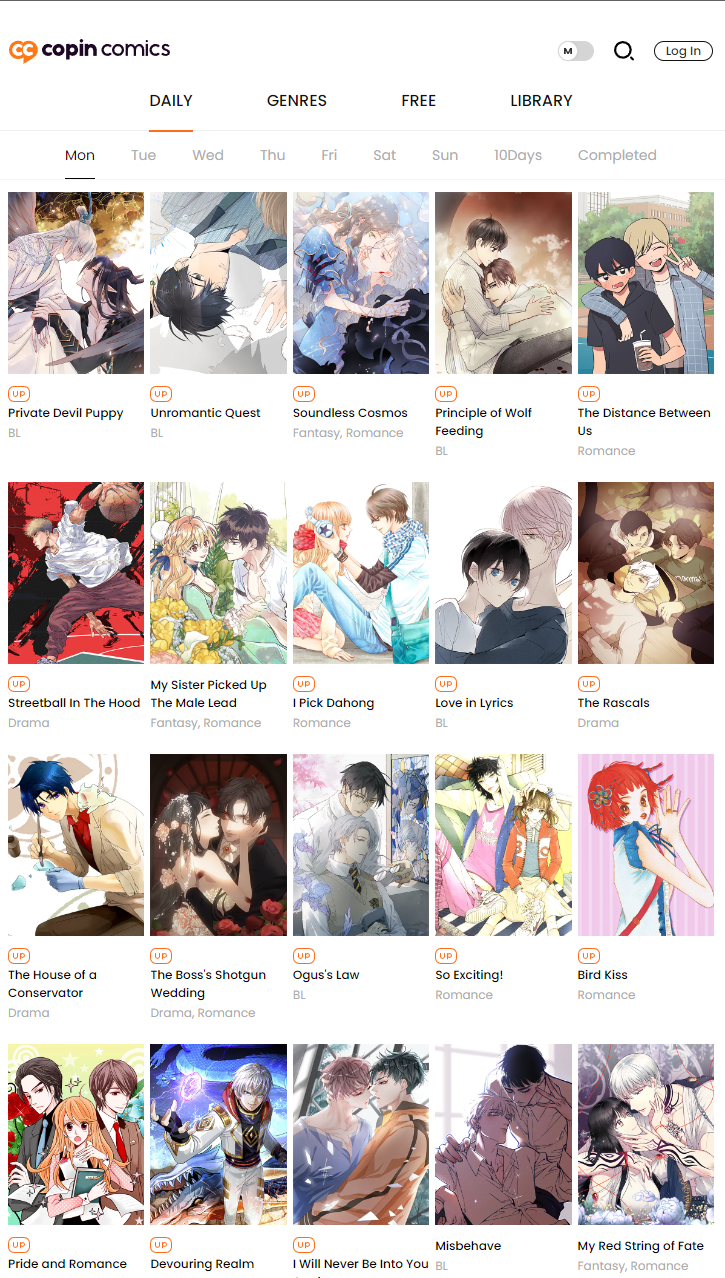 copin comics
M
Log In
DAILY GENRES FREE LIBRARY
Mon Tue Wed Thu Fri Sat Sun 10Days Completed
UP
Private Devil Puppy
BL
UP
Unromantic Quest
BL
UP
Soundless Cosmos
Fantasy, Romance
UP
Principle of Wolf
Feeding
BL
UP
The Distance Between
Us
Romance
UP
Streetball In The Hood
Drama
My Sister Picked Up
The Male Lead
Fantasy, Romance
UP
I Pick Dahong
Romance
UP
Love in Lyrics
BL
UP
The Rascals
Drama
UP
The House of a
Conservator
Drama
UP
The Boss's Shotgun
Wedding
Drama, Romance
UP
Ogus's Law
BL
UP
So Exciting!
Romance
UP
Bird Kiss
Romance
UP
Pride and Romance
UP
Devouring Realm
UP
I Will Never Be Into You
Misbehave
BL
My Red String of Fate
Fantasy, Romance